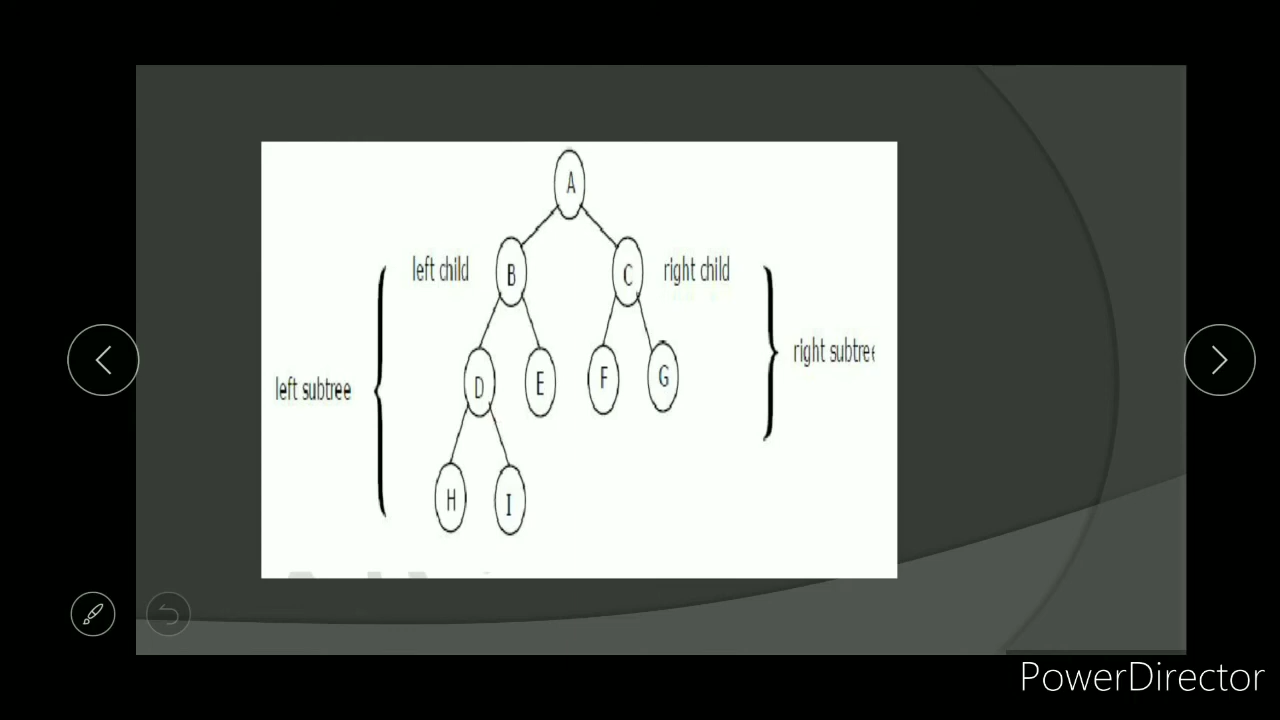 A
left child
B
C
right child
right subtree
left subtree
D
E
F
G
H
I
PowerDirector